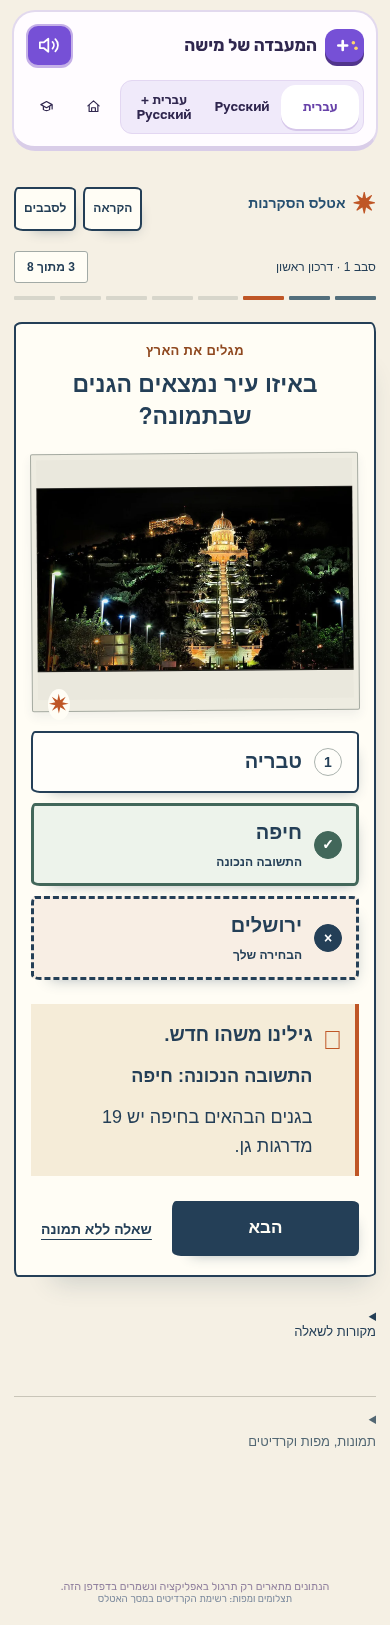 המעבדה של מישה
עברית
Русский
עברית +
Русский
אטלס הסקרנות
הקראה
לסבבים
סבב 1 · דרכון ראשון
3 מתוך 8
מגלים את הארץ
באיזו עיר נמצאים הגנים
שבתמונה?
1
טבריה
✓
חיפה
התשובה הנכונה
×
ירושלים
הבחירה שלך
גילינו משהו חדש.
התשובה הנכונה: חיפה
בגנים הבהאים בחיפה יש 19
מדרגות גן.
הבא
שאלה ללא תמונה
מקורות לשאלה
תמונות, מפות וקרדיטים
הנתונים מתארים רק תרגול באפליקציה ונשמרים בדפדפן הזה.
תצלומים ומפות: רשימת הקרדיטים במסך האטלס